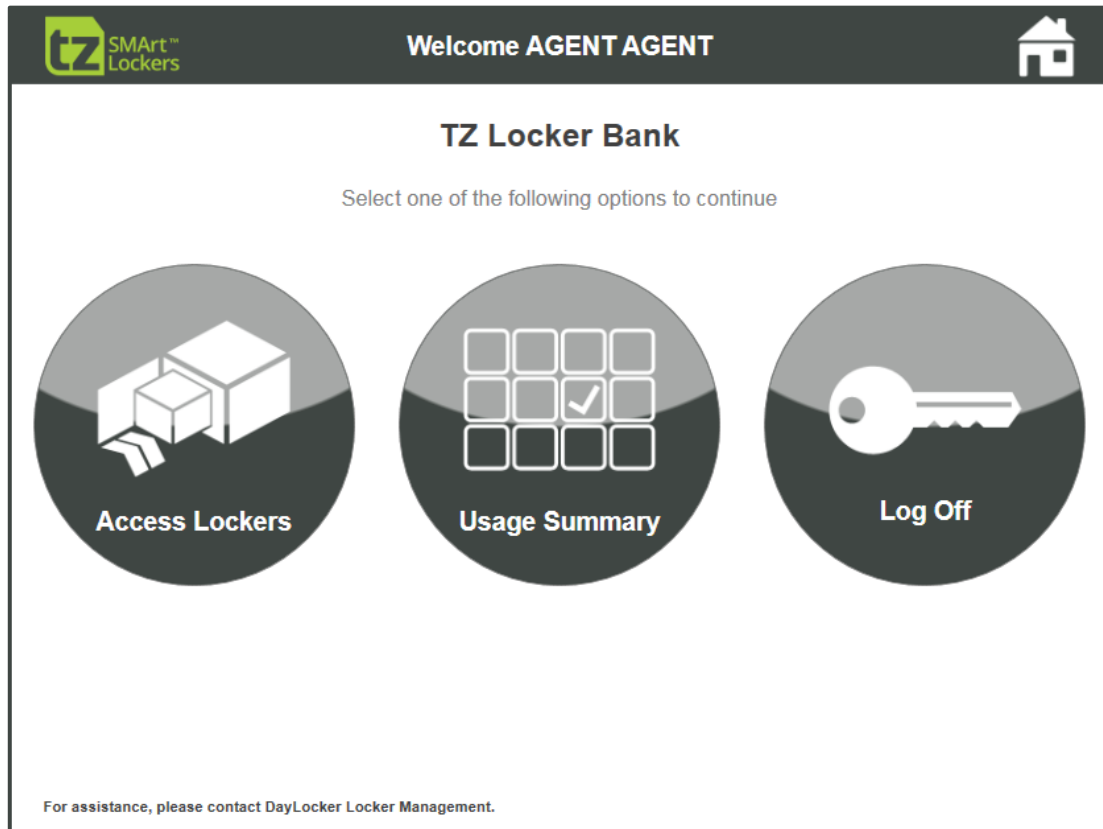 tz SMArt™
Lockers
Welcome AGENT AGENT
TZ Locker Bank
Select one of the following options to continue
Access Lockers
Usage Summary
Log Off
For assistance, please contact DayLocker Locker Management.